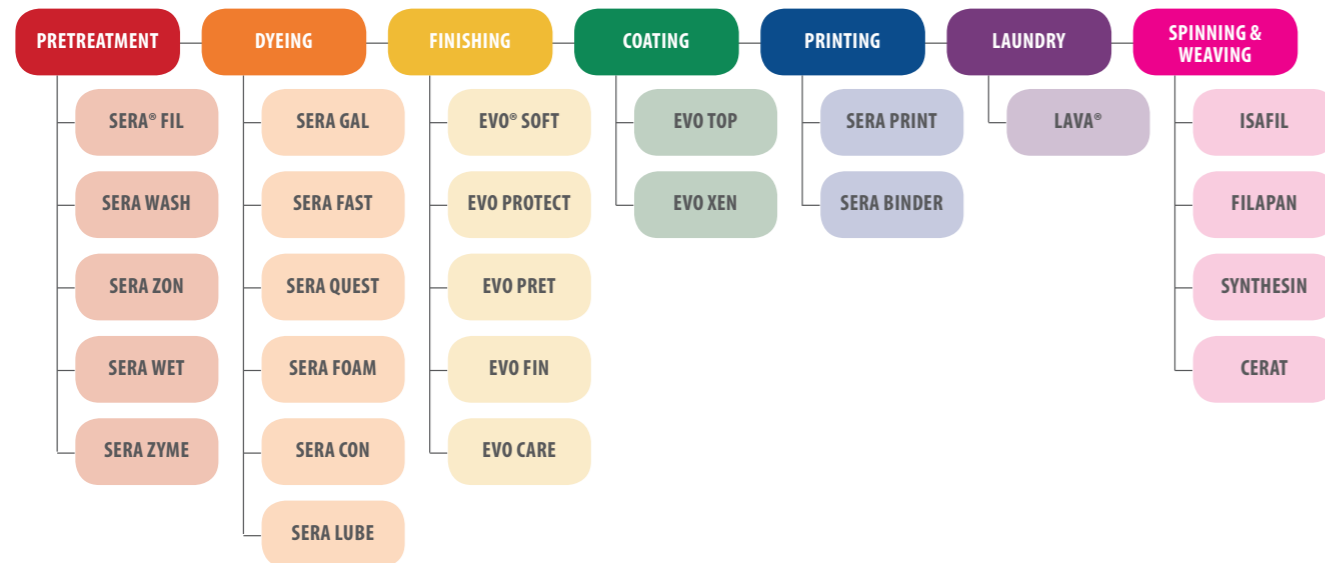 PRETREATMENT
SERA® FIL
SERA WASH
SERA ZON
SERA WET
SERA ZYME
DYEING
SERA GAL
SERA FAST
SERA QUEST
SERA FOAM
SERA CON
SERA LUBE
FINISHING
EVO® SOFT
EVO PROTECT
EVO PRET
EVO FIN
EVO CARE
COATING
EVO TOP
EVO XEN
PRINTING
SERA PRINT
SERA BINDER
LAUNDRY
LAVA®
SPINNING &
WEAVING
ISAFIL
FILAPAN
SYNTHESIN
CERAT